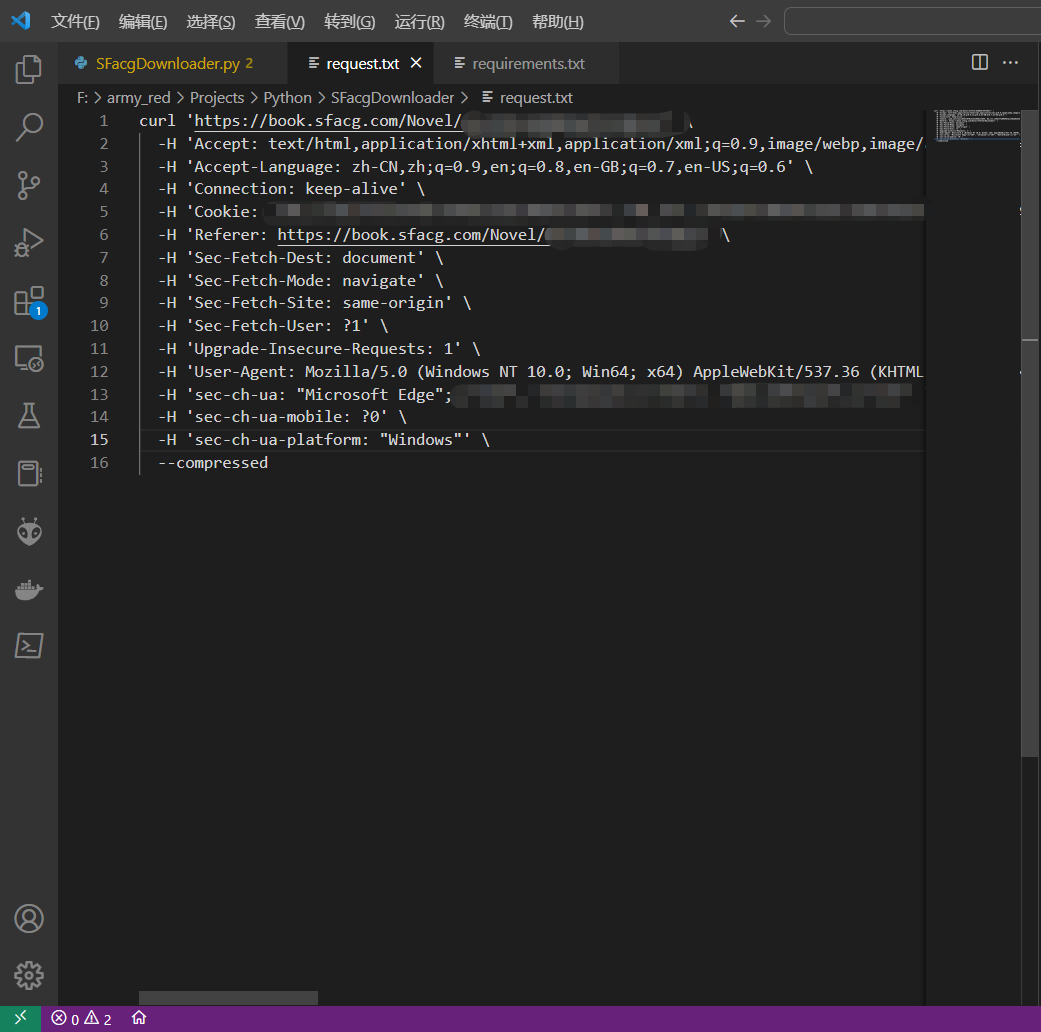 文件(F) 编辑(E) 选择(S) 查看(V) 转到(G) 运行(R) 终端(T) 帮助(H)
SFacgDownloader.py 2 request.txt requirements.txt
F: > army_red > Projects > Python > SFacgDownloader > request.txt
1 curl 'https://book.sfacg.com/Novel/ \
2 -H 'Accept: text/html,application/xhtml+xml,application/xml;q=0.9,image/webp,image/
3 -H 'Accept-Language: zh-CN,zh;q=0.9,en;q=0.8,en-GB;q=0.7,en-US;q=0.6' \
4 -H 'Connection: keep-alive' \
5 -H 'Cookie:
6 -H 'Referer: https://book.sfacg.com/Novel/ \
7 -H 'Sec-Fetch-Dest: document' \
8 -H 'Sec-Fetch-Mode: navigate' \
9 -H 'Sec-Fetch-Site: same-origin' \
10 -H 'Sec-Fetch-User: ?1' \
11 -H 'Upgrade-Insecure-Requests: 1' \
12 -H 'User-Agent: Mozilla/5.0 (Windows NT 10.0; Win64; x64) AppleWebKit/537.36 (KHTML
13 -H 'sec-ch-ua: "Microsoft Edge";
14 -H 'sec-ch-ua-mobile: ?0' \
15 -H 'sec-ch-ua-platform: "Windows"' \
16 --compressed
1
0 2